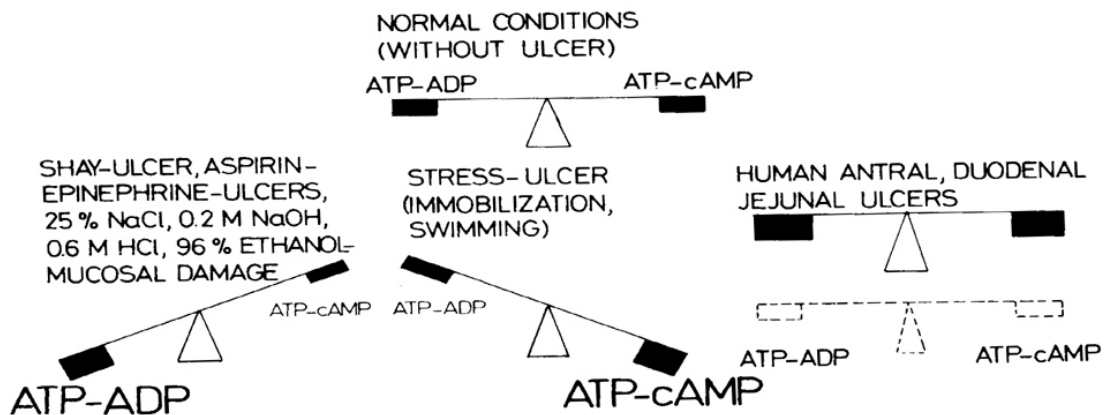 NORMAL CONDITIONS
(WITHOUT ULCER)
ATP-ADP
ATP-cAMP
SHAY-ULCER, ASPIRIN-
EPINEPHRINE-ULCERS,
25 % NaCl, 0.2 M NaOH,
0.6 M HCl, 96 % ETHANOL-
MUCOSAL DAMAGE
ATP-cAMP
ATP-ADP
STRESS-ULCER
(IMMOBILIZATION,
SWIMMING)
ATP-ADP
ATP-cAMP
HUMAN ANTRAL, DUODENAL
JEJUNAL ULCERS
ATP-ADP
ATP-cAMP